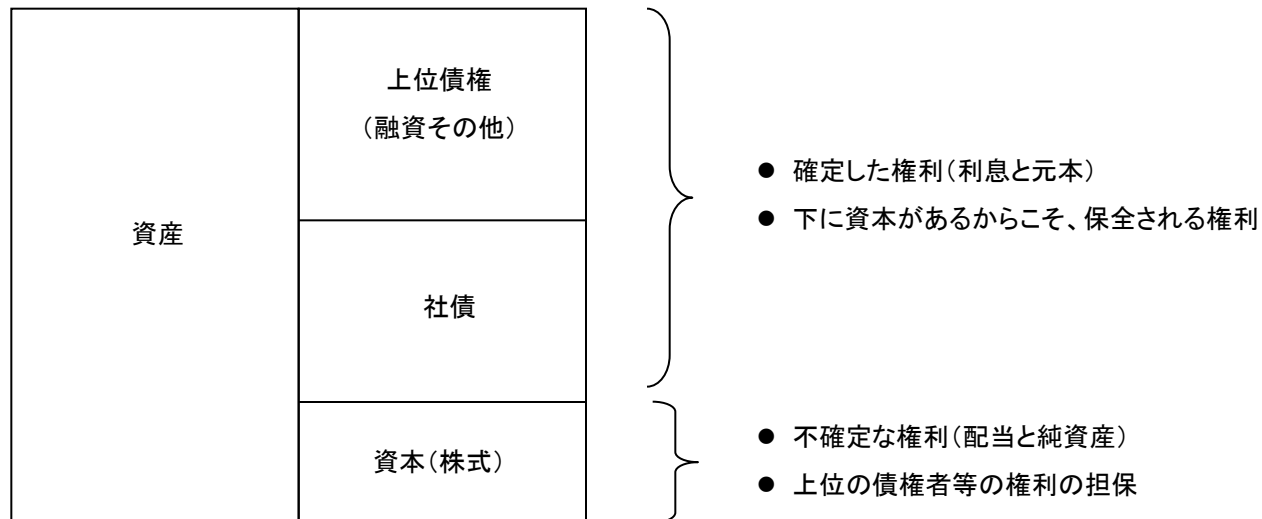 上位債権
（融資その他）
資産
社債
資本（株式）
● 確定した権利（利息と元本）
● 下に資本があるからこそ、保全される権利
● 不確定な権利（配当と純資産）
● 上位の債権者等の権利の担保